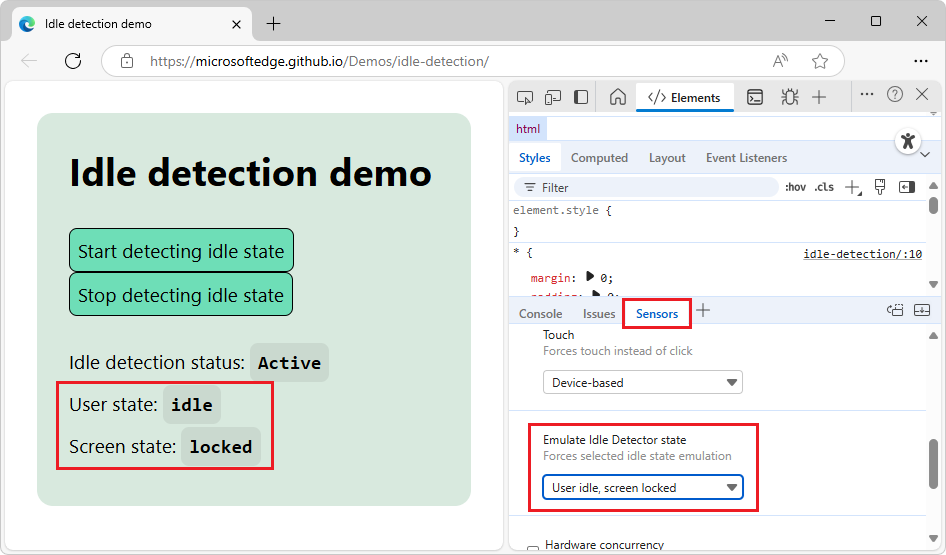 Idle detection demo
https://microsoftedge.github.io/Demos/idle-detection/
Idle detection demo
Start detecting idle state
Stop detecting idle state
Idle detection status: Active
User state: idle
Screen state: locked
Elements
html
Styles Computed Layout Event Listeners
Filter :hov .cls
element.style {
}
* { idle-detection/:10
margin: 0;
padding: 0;
Console Issues Sensors
Touch
Forces touch instead of click
Device-based
Emulate Idle Detector state
Forces selected idle state emulation
User idle, screen locked
Hardware concurrency